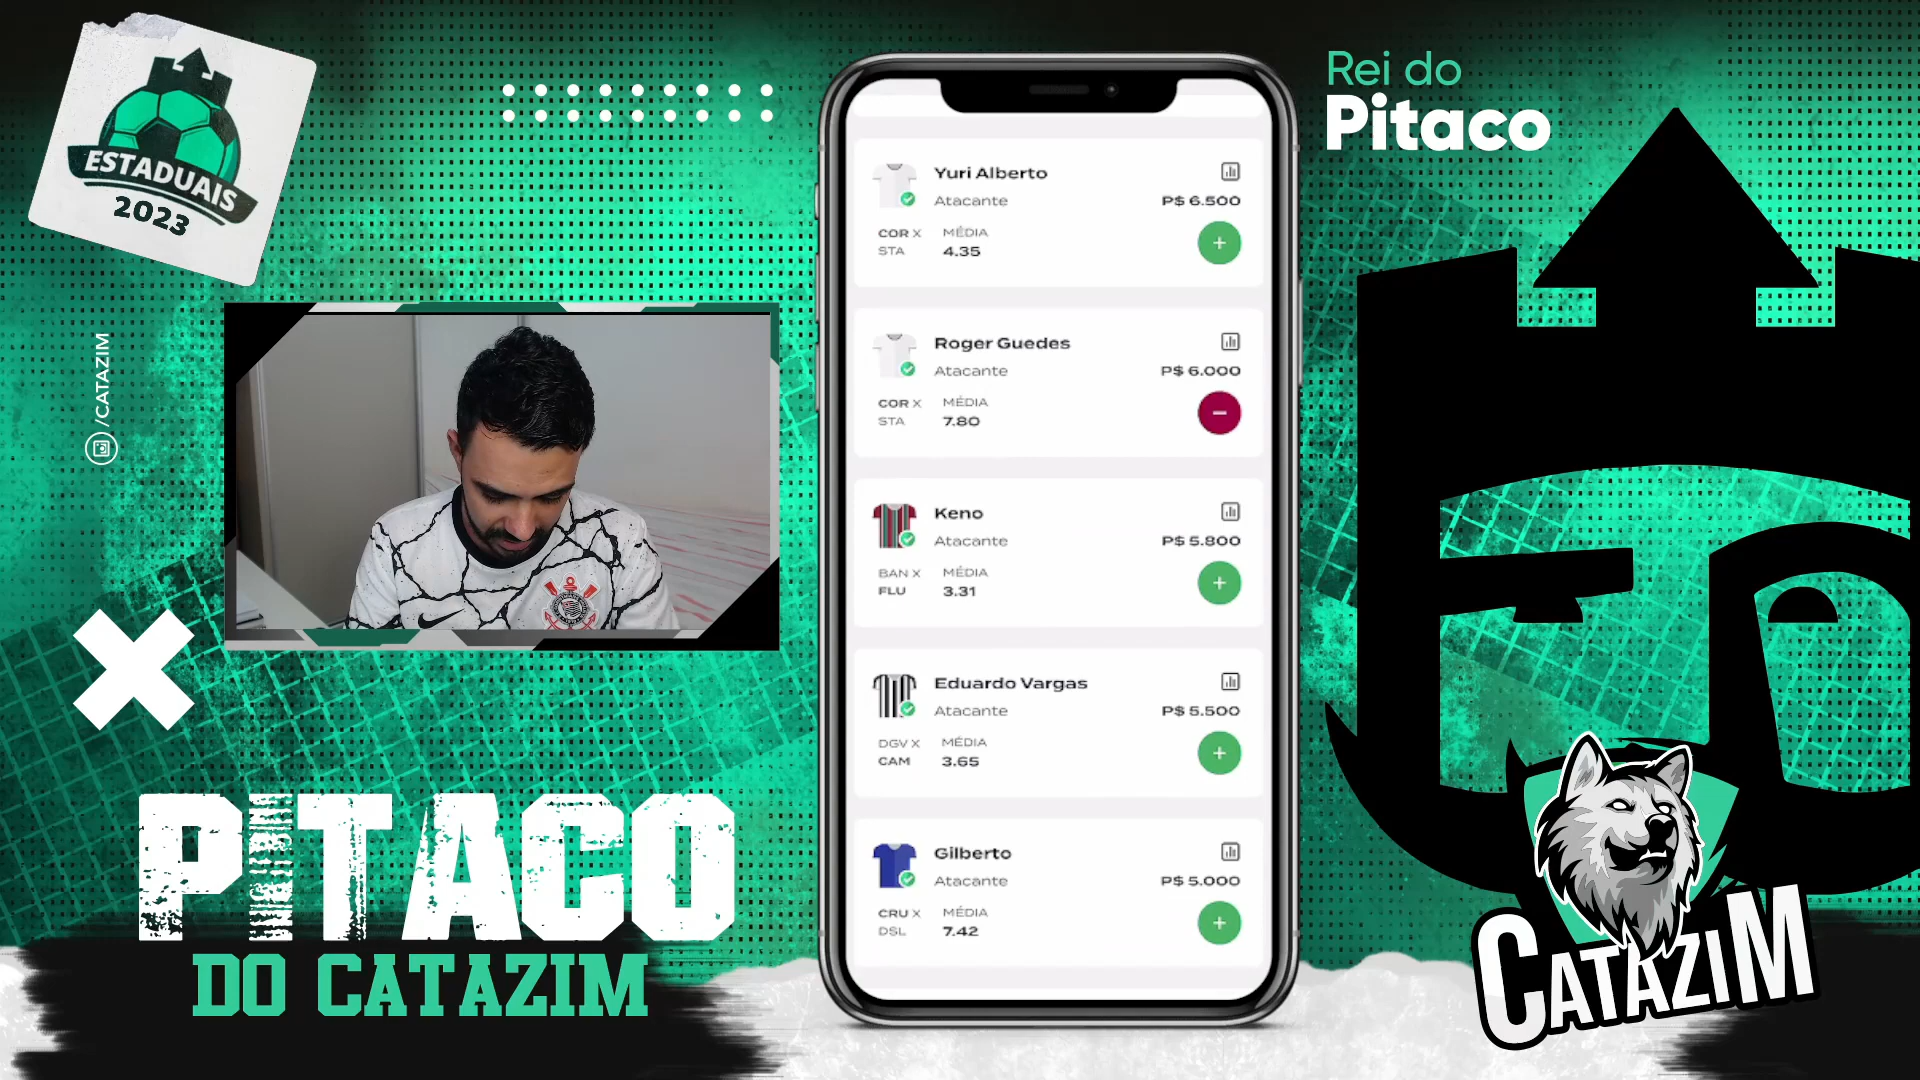 ESTADUAIS
2023
/CATAZIM
PITACO
DO CATAZIM
Yuri Alberto
Atacante
P$ 6.500
COR X
STA
MÉDIA
4.35
Roger Guedes
Atacante
P$ 6.000
COR X
STA
MÉDIA
7.80
Keno
Atacante
P$ 5.800
BAN X
FLU
MÉDIA
3.31
Eduardo Vargas
Atacante
P$ 5.500
DGV X
CAM
MÉDIA
3.65
Gilberto
Atacante
P$ 5.000
CRU X
DSL
MÉDIA
7.42
Rei do
Pitaco
CATAZIM